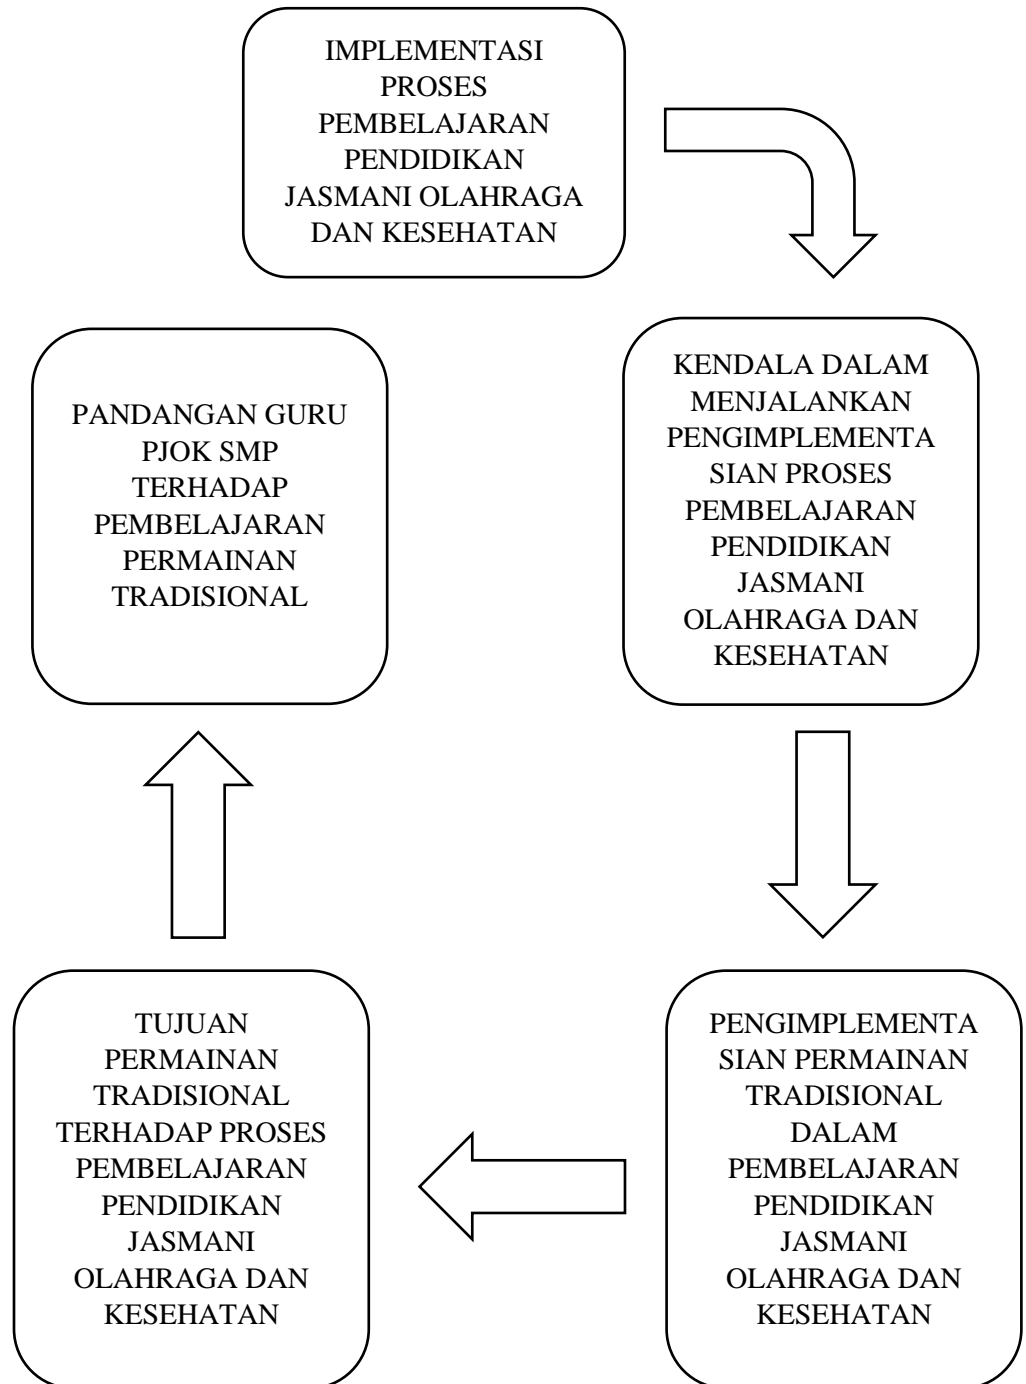 IMPLEMENTASI
PROSES
PEMBELAJARAN
PENDIDIKAN
JASMANI OLAHRAGA
DAN KESEHATAN
KENDALA DALAM
MENJALANKAN
PENGIMPLEMENTA
SIAN PROSES
PEMBELAJARAN
PENDIDIKAN
JASMANI
OLAHRAGA DAN
KESEHATAN
PENGIMPLEMENTA
SIAN PERMAINAN
TRADISIONAL
DALAM
PEMBELAJARAN
PENDIDIKAN
JASMANI
OLAHRAGA DAN
KESEHATAN
TUJUAN
PERMAINAN
TRADISIONAL
TERHADAP PROSES
PEMBELAJARAN
PENDIDIKAN
JASMANI
OLAHRAGA DAN
KESEHATAN
PANDANGAN GURU
PJOK SMP
TERHADAP
PEMBELAJARAN
PERMAINAN
TRADISIONAL